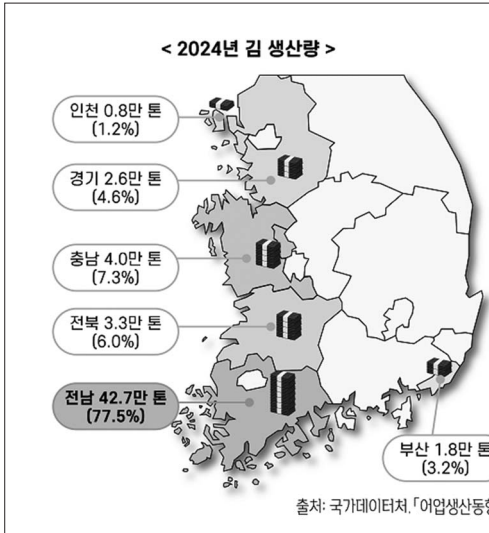 < 2024년 김 생산량 >
인천 0.8만 톤
(1.2%)
경기 2.6만 톤
(4.6%)
충남 4.0만 톤
(7.3%)
전북 3.3만 톤
(6.0%)
전남 42.7만 톤
(77.5%)
부산 1.8만 톤
(3.2%)
출처: 국가데이터처.「어업생산동향